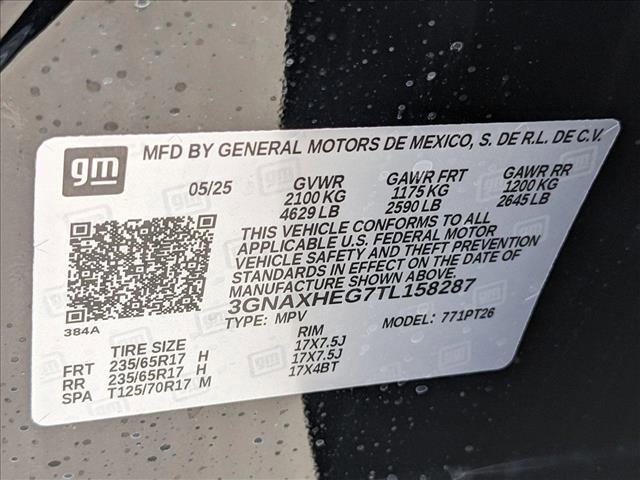 gm MFD BY GENERAL MOTORS DE MEXICO, S. DE R.L. DE C.V.
05/25 GVWR GAWR FRT GAWR RR
2100 KG 1175 KG 1200 KG
4629 LB 2590 LB 2645 LB
THIS VEHICLE CONFORMS TO ALL
APPLICABLE U.S. FEDERAL MOTOR
VEHICLE SAFETY AND THEFT PREVENTION
STANDARDS IN EFFECT ON THE DATE OF
MANUFACTURE SHOWN ABOVE.
3GNAXHEG7TL158287
384A
TYPE: MPV MODEL: 771PT26
TIRE SIZE RIM
FRT 235/65R17 H 17X7.5J
RR 235/65R17 H 17X7.5J
SPA T125/70R17 M 17X4BT